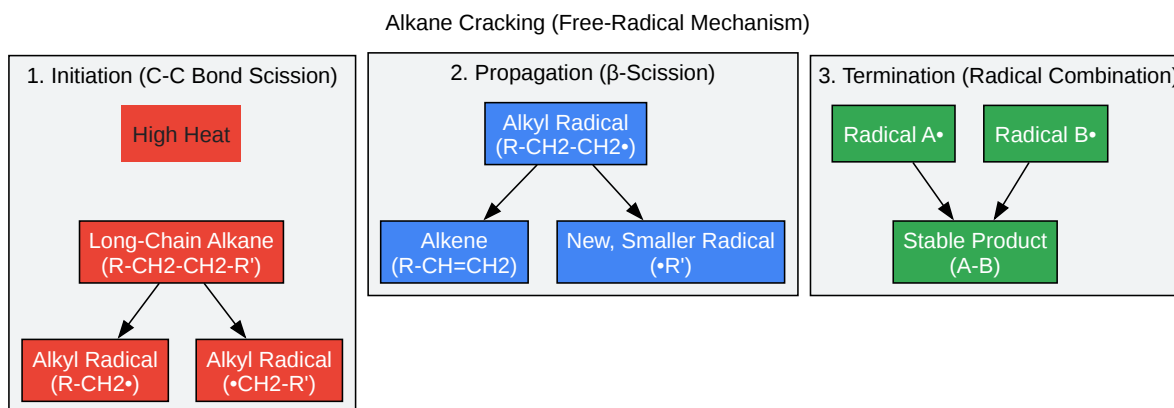 Alkane Cracking (Free-Radical Mechanism)
1. Initiation (C-C Bond Scission)
High Heat
Long-Chain Alkane
(R-CH2-CH2-R')
Alkyl Radical
(R-CH2•)
Alkyl Radical
(•CH2-R')
2. Propagation (β-Scission)
Alkyl Radical
(R-CH2-CH2•)
Alkene
(R-CH=CH2)
New, Smaller Radical
(•R')
3. Termination (Radical Combination)
Radical A•
Radical B•
Stable Product
(A-B)